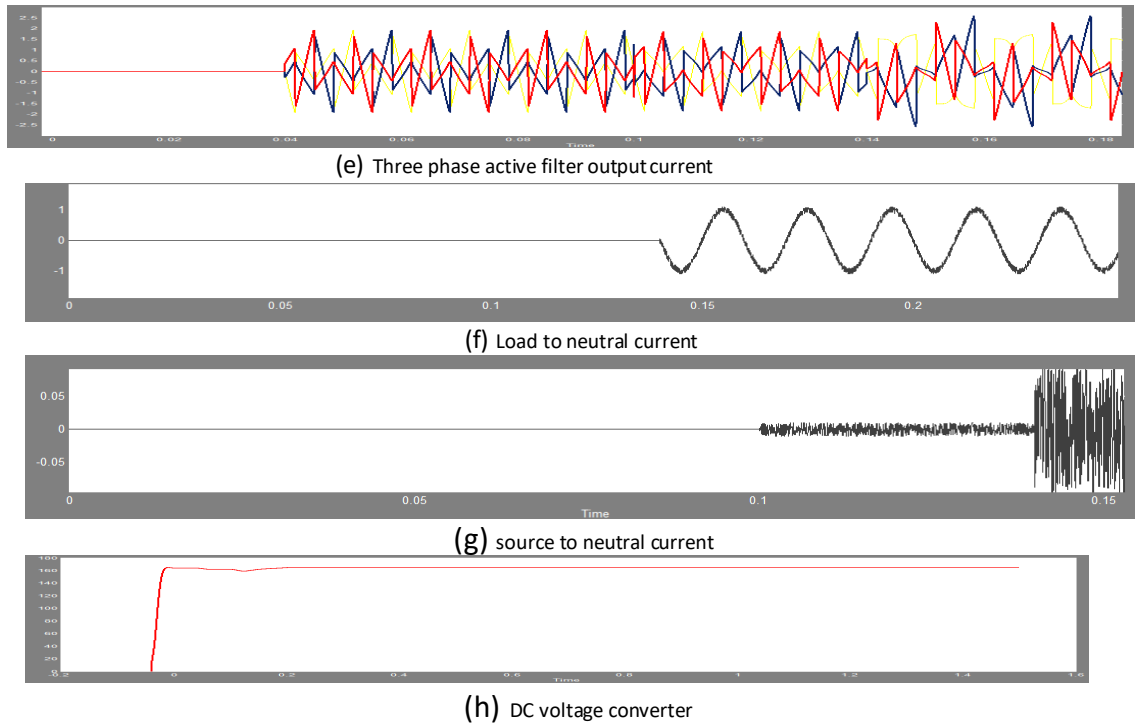 2.5
2
1.5
1
0.5
0
-0.5
-1
-1.5
-2
-2.5
0 0.02 0.04 0.06 0.08 0.1 0.12 0.14 0.16 0.18
Time
(e) Three phase active filter output current
1
0
-1
0 0.05 0.1 0.15 0.2
(f) Load to neutral current
0.05
0
-0.05
0 0.05 0.1 0.15
Time
(g) source to neutral current
180
160
140
120
100
80
60
40
20
0
-0.2 0 0.2 0.4 0.6 0.8 1 1.2 1.4 1.6
Time
(h) DC voltage converter